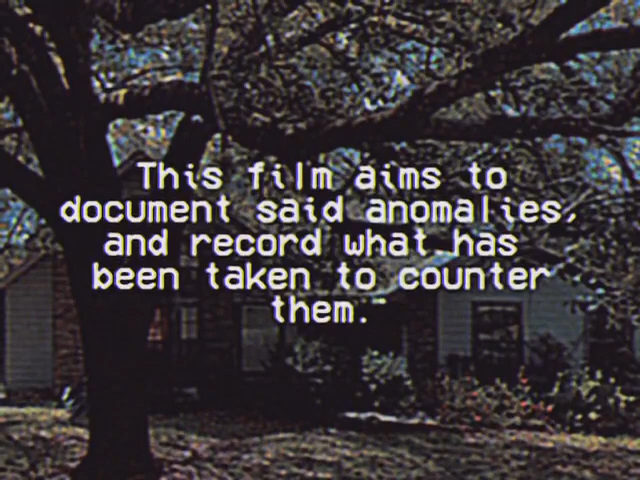 This film aims to
document said anomalies,
and record what has
been taken to counter
them.